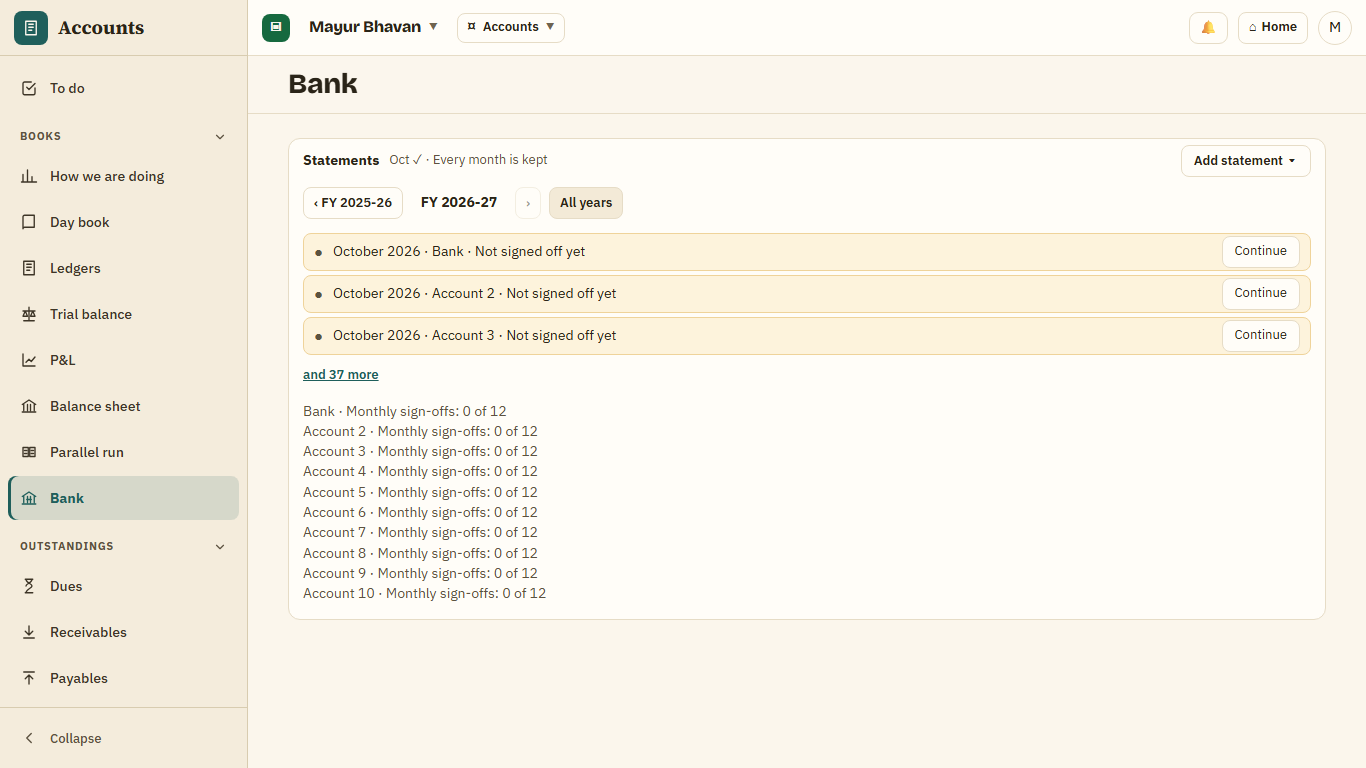 Accounts
Mayur Bhavan ▼
¤ Accounts ▼
⌂ Home
M
To do
BOOKS
How we are doing
Day book
Ledgers
Trial balance
P&L
Balance sheet
Parallel run
Bank
OUTSTANDINGS
Dues
Receivables
Payables
Collapse
Bank
Statements Oct ✓ · Every month is kept
Add statement
‹ FY 2025-26 FY 2026-27 › All years
October 2026 · Bank · Not signed off yet Continue
October 2026 · Account 2 · Not signed off yet Continue
October 2026 · Account 3 · Not signed off yet Continue
and 37 more
Bank · Monthly sign-offs: 0 of 12
Account 2 · Monthly sign-offs: 0 of 12
Account 3 · Monthly sign-offs: 0 of 12
Account 4 · Monthly sign-offs: 0 of 12
Account 5 · Monthly sign-offs: 0 of 12
Account 6 · Monthly sign-offs: 0 of 12
Account 7 · Monthly sign-offs: 0 of 12
Account 8 · Monthly sign-offs: 0 of 12
Account 9 · Monthly sign-offs: 0 of 12
Account 10 · Monthly sign-offs: 0 of 12